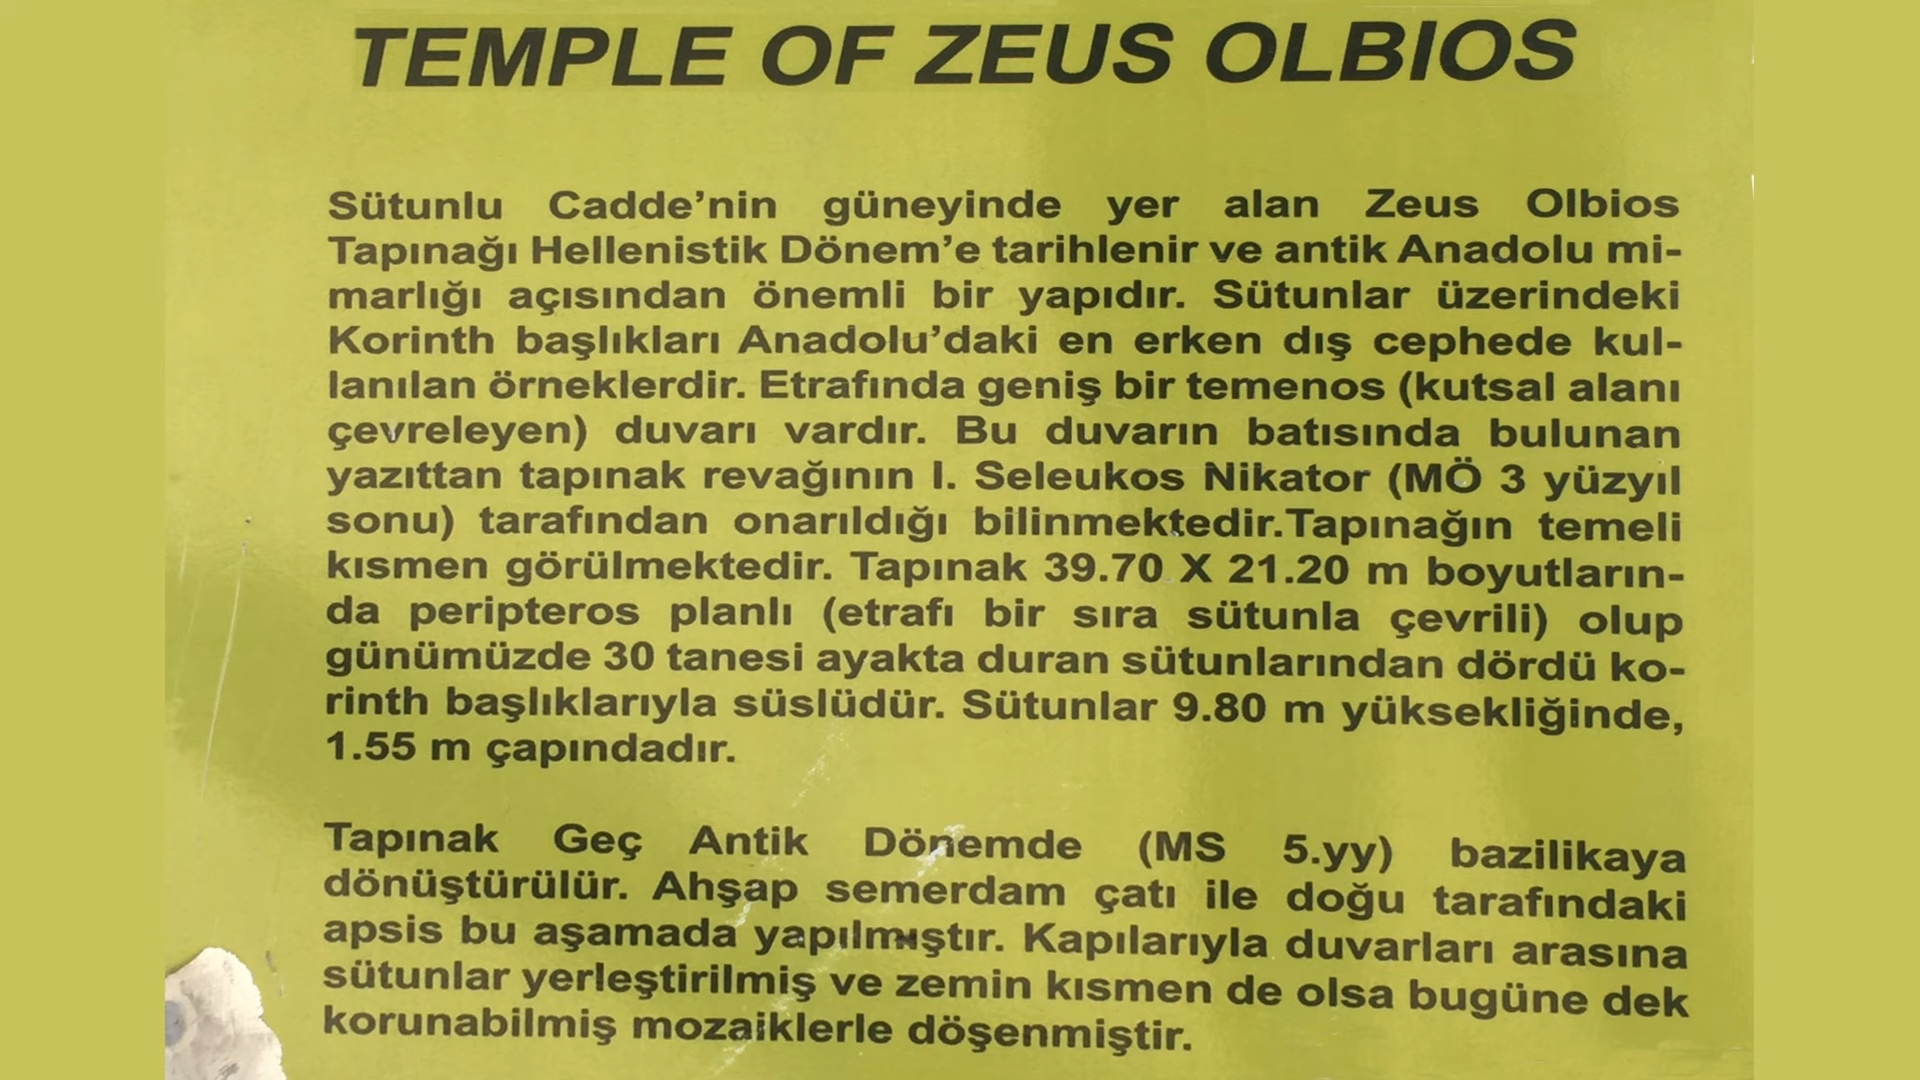 TEMPLE OF ZEUS OLBIOS
Sütunlu Cadde'nin güneyinde yer alan Zeus Olbios
Tapınağı Hellenistik Dönem'e tarihlenir ve antik Anadolu mi-
marlığı açısından önemli bir yapıdır. Sütunlar üzerindeki
Korinth başlıkları Anadolu'daki en erken dış cephede kul-
lanılan örneklerdir. Etrafında geniş bir temenos (kutsal alanı
çevreleyen) duvarı vardır. Bu duvarın batısında bulunan
yazıttan tapınak revağının I. Seleukos Nikator (MÖ 3 yüzyıl
sonu) tarafından onarıldığı bilinmektedir.Tapınağın temeli
kısmen görülmektedir. Tapınak 39.70 X 21.20 m boyutların-
da peripteros planlı (etrafı bir sıra sütunla çevrili) olup
günümüzde 30 tanesi ayakta duran sütunlarından dördü ko-
rinth başlıklarıyla süslüdür. Sütunlar 9.80 m yüksekliğinde,
1.55 m çapındadır.
Tapınak Geç Antik Dönemde (MS 5.yy) bazilikaya
dönüştürülür. Ahşap semerdam çatı ile doğu tarafındaki
apsis bu aşamada yapılmıştır. Kapılarıyla duvarları arasına
sütunlar yerleştirilmiş ve zemin kısmen de olsa bugüne dek
korunabilmiş mozaiklerle döşenmiştir.